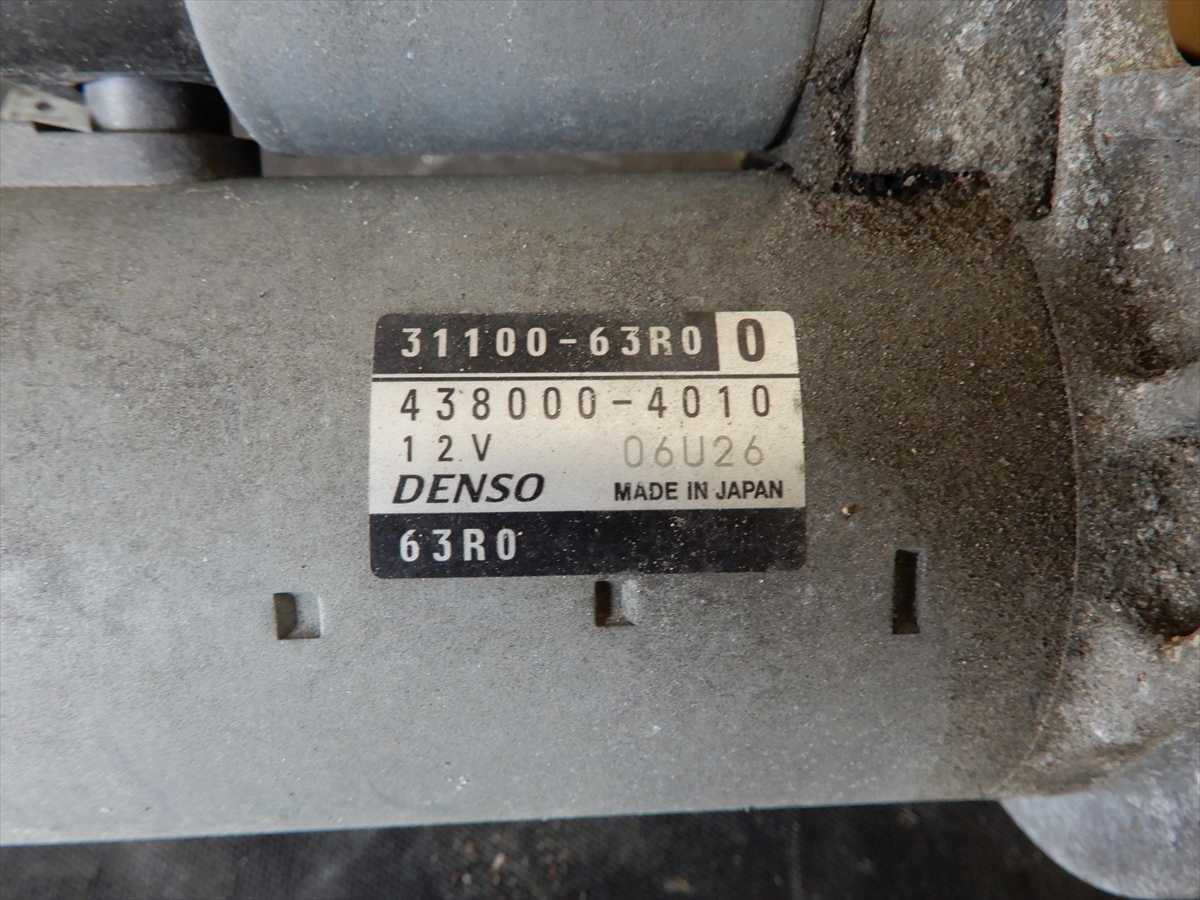 31100-63R0 0
438000-4010
12V 06U26
DENSO MADE IN JAPAN
63R0